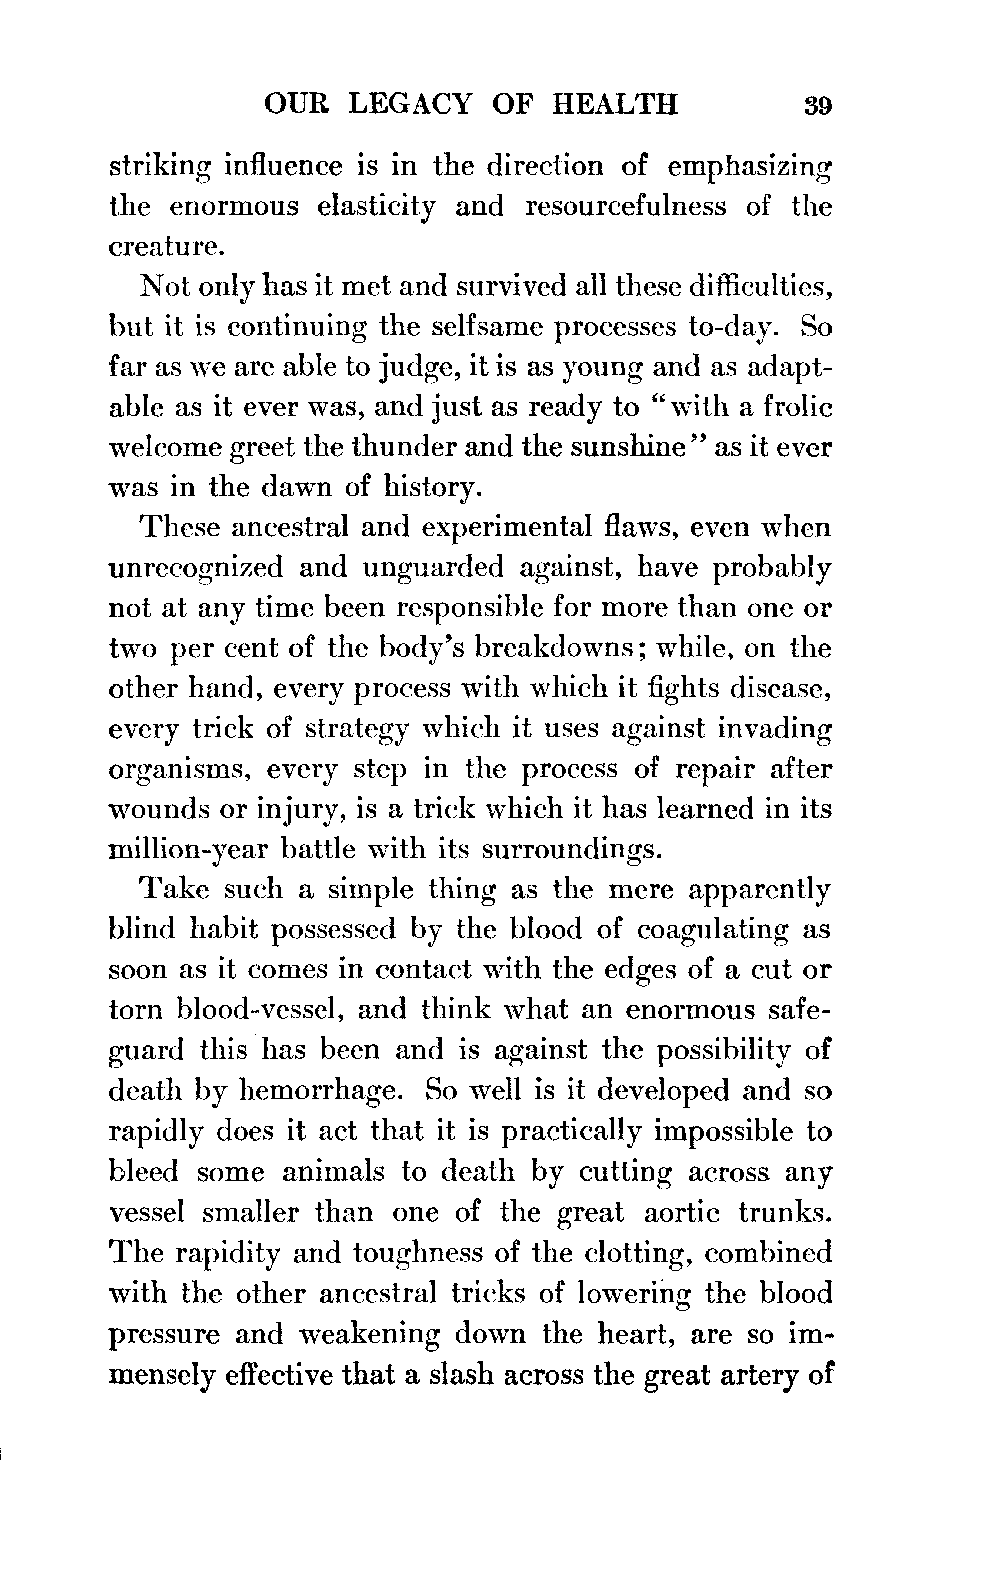 OUR LEGACY OF HEALTH 39
striking influence is in the direction of emphasizing
the enormous elasticity and resourcefulness of the
creature.
Not only has it met and survived all these difficulties,
but it is continuing the selfsame processes to-day. So
far as we are able to judge, it is as young and as adapt-
able as it ever was, and just as ready to "with a frolic
welcome greet the thunder and the sunshine" as it ever
was in the dawn of history.
These ancestral and experimental flaws, even when
unrecognized and unguarded against, have probably
not at any time been responsible for more than one or
two per cent of the body's breakdowns; while, on the
other hand, every process with which it fights disease,
every trick of strategy which it uses against invading
organisms, every step in the process of repair after
wounds or injury, is a trick which it has learned in its
million-year battle with its surroundings.
Take such a simple thing as the mere apparently
blind habit possessed by the blood of coagulating as
soon as it comes in contact with the edges of a cut or
torn blood-vessel, and think what an enormous safe-
guard this has been and is against the possibility of
death by hemorrhage. So well is it developed and so
rapidly does it act that it is practically impossible to
bleed some animals to death by cutting across any
vessel smaller than one of the great aortic trunks.
The rapidity and toughness of the clotting, combined
with the other ancestral tricks of lowering the blood
pressure and weakening down the heart, are so im-
mensely effective that a slash across the great artery of